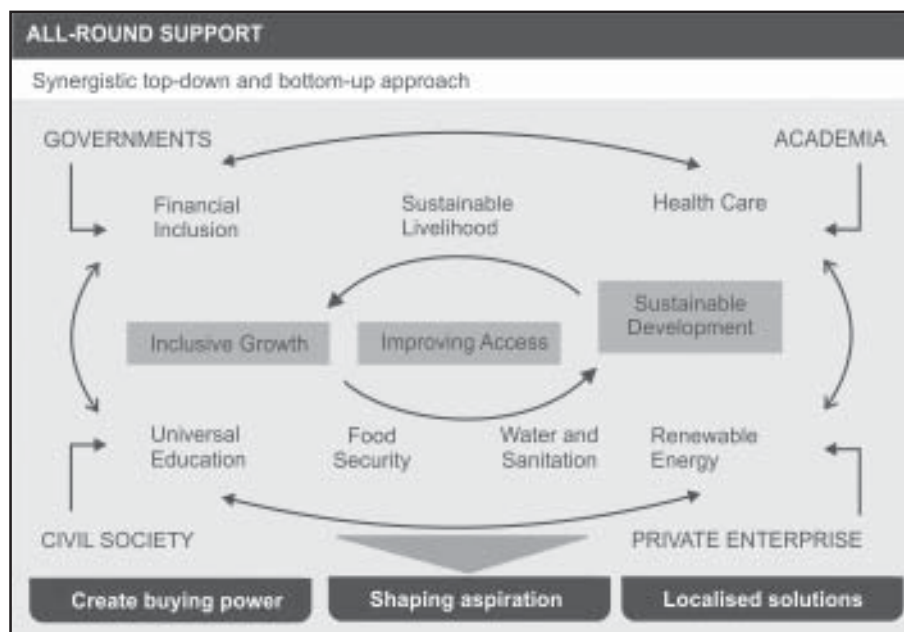 ALL-ROUND SUPPORT
Synergistic top-down and bottom-up approach
GOVERNMENTS
ACADEMIA
Financial
Inclusion
Sustainable
Livelihood
Health Care
Inclusive Growth
Improving Access
Sustainable
Development
Universal
Education
Food
Security
Water and
Sanitation
Renewable
Energy
CIVIL SOCIETY
PRIVATE ENTERPRISE
Create buying power
Shaping aspiration
Localised solutions